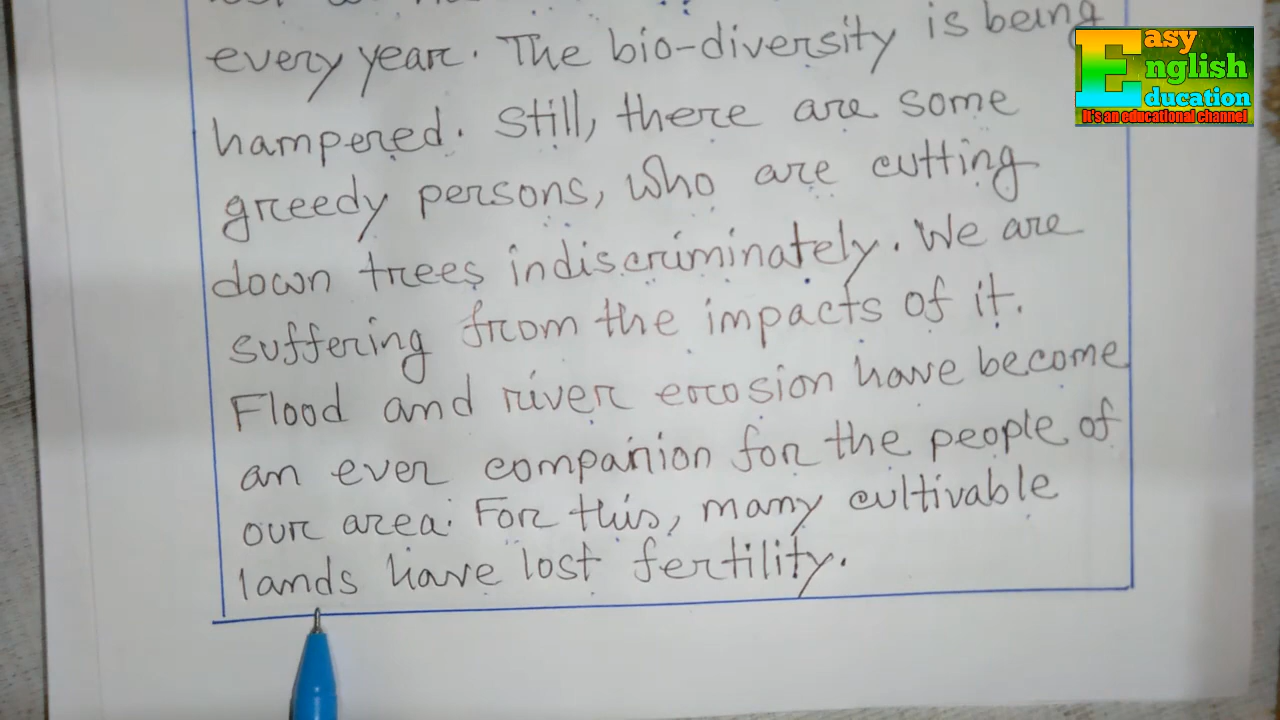 every year. The bio-diversity is being
hampered. Still, there are some
greedy persons, who are cutting
down trees indiscriminately. We are
suffering from the impacts of it.
Flood and river erosion have become
an ever companion for the people of
our area. For this, many cultivable
lands have lost fertility.
Easy
English
Education
it's an educational channel